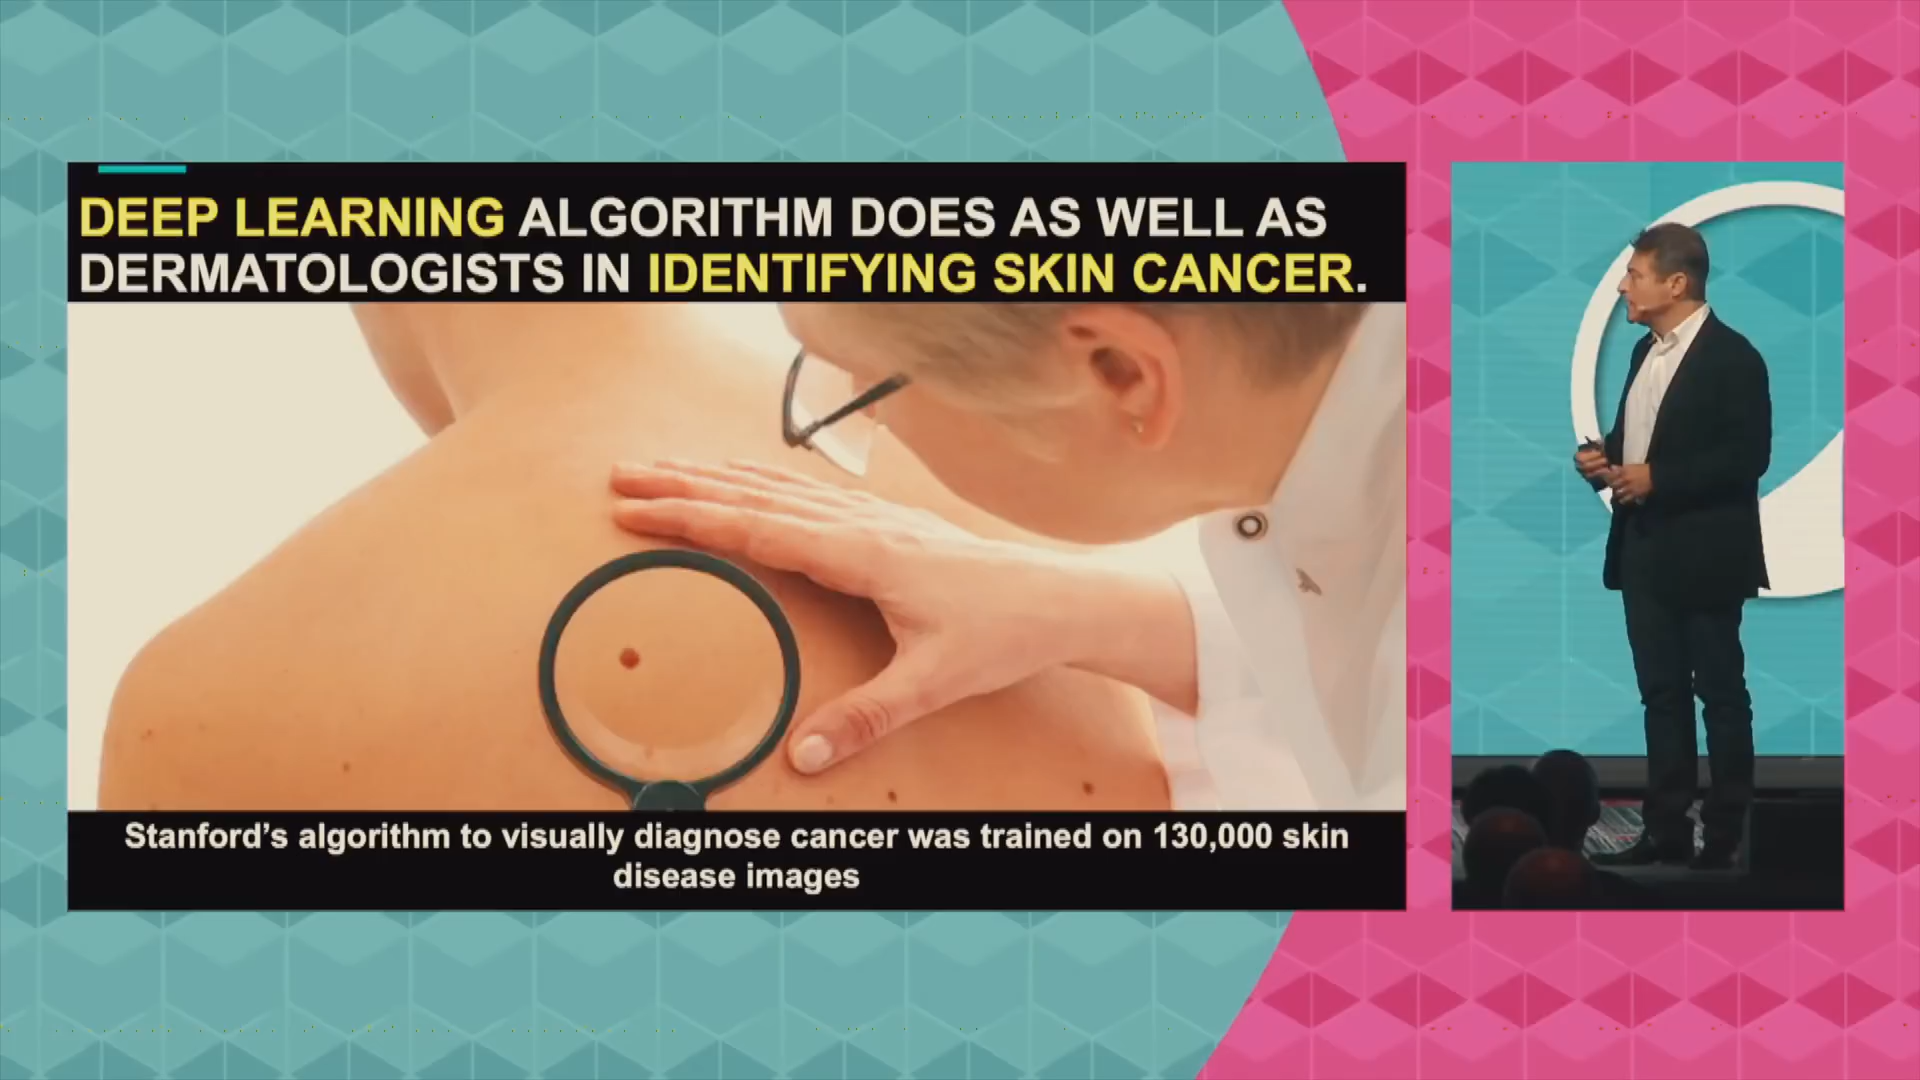 DEEP LEARNING ALGORITHM DOES AS WELL AS
DERMATOLOGISTS IN IDENTIFYING SKIN CANCER.
Stanford’s algorithm to visually diagnose cancer was trained on 130,000 skin
disease images